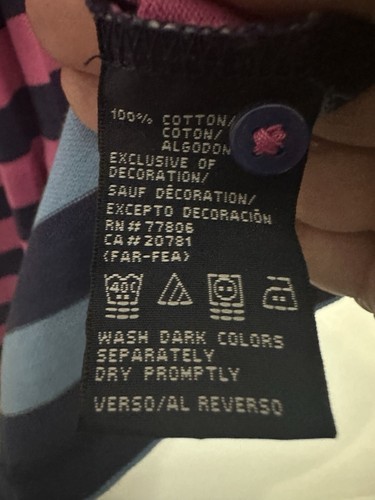 100% COTTON/
COTON/
ALGODON
EXCLUSIVE OF
DECORATION/
SAUF DÉCORATION/
EXCEPTO DECORACIÓN
RN#77806
CA#20781
(FAR-FEA)
40C
WASH DARK COLORS
SEPARATELY
DRY PROMPTLY
VERSO/AL REVERSO